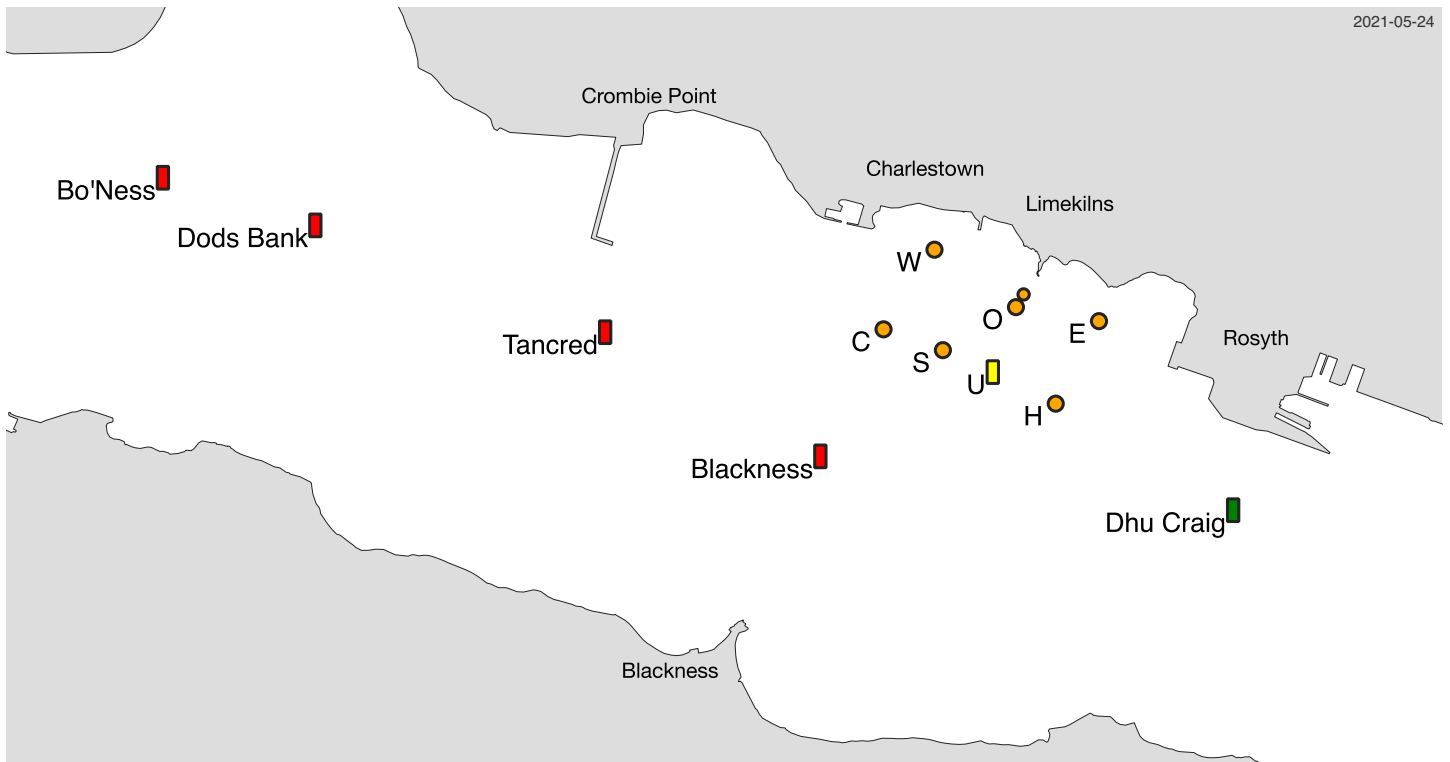 2021-05-24
Crombie Point
Charlestown
Bo'Ness
Limekilns
Dods Bank
W
O
E
Rosyth
Tancred
C
S
U
H
Blackness
Dhu Craig
Blackness